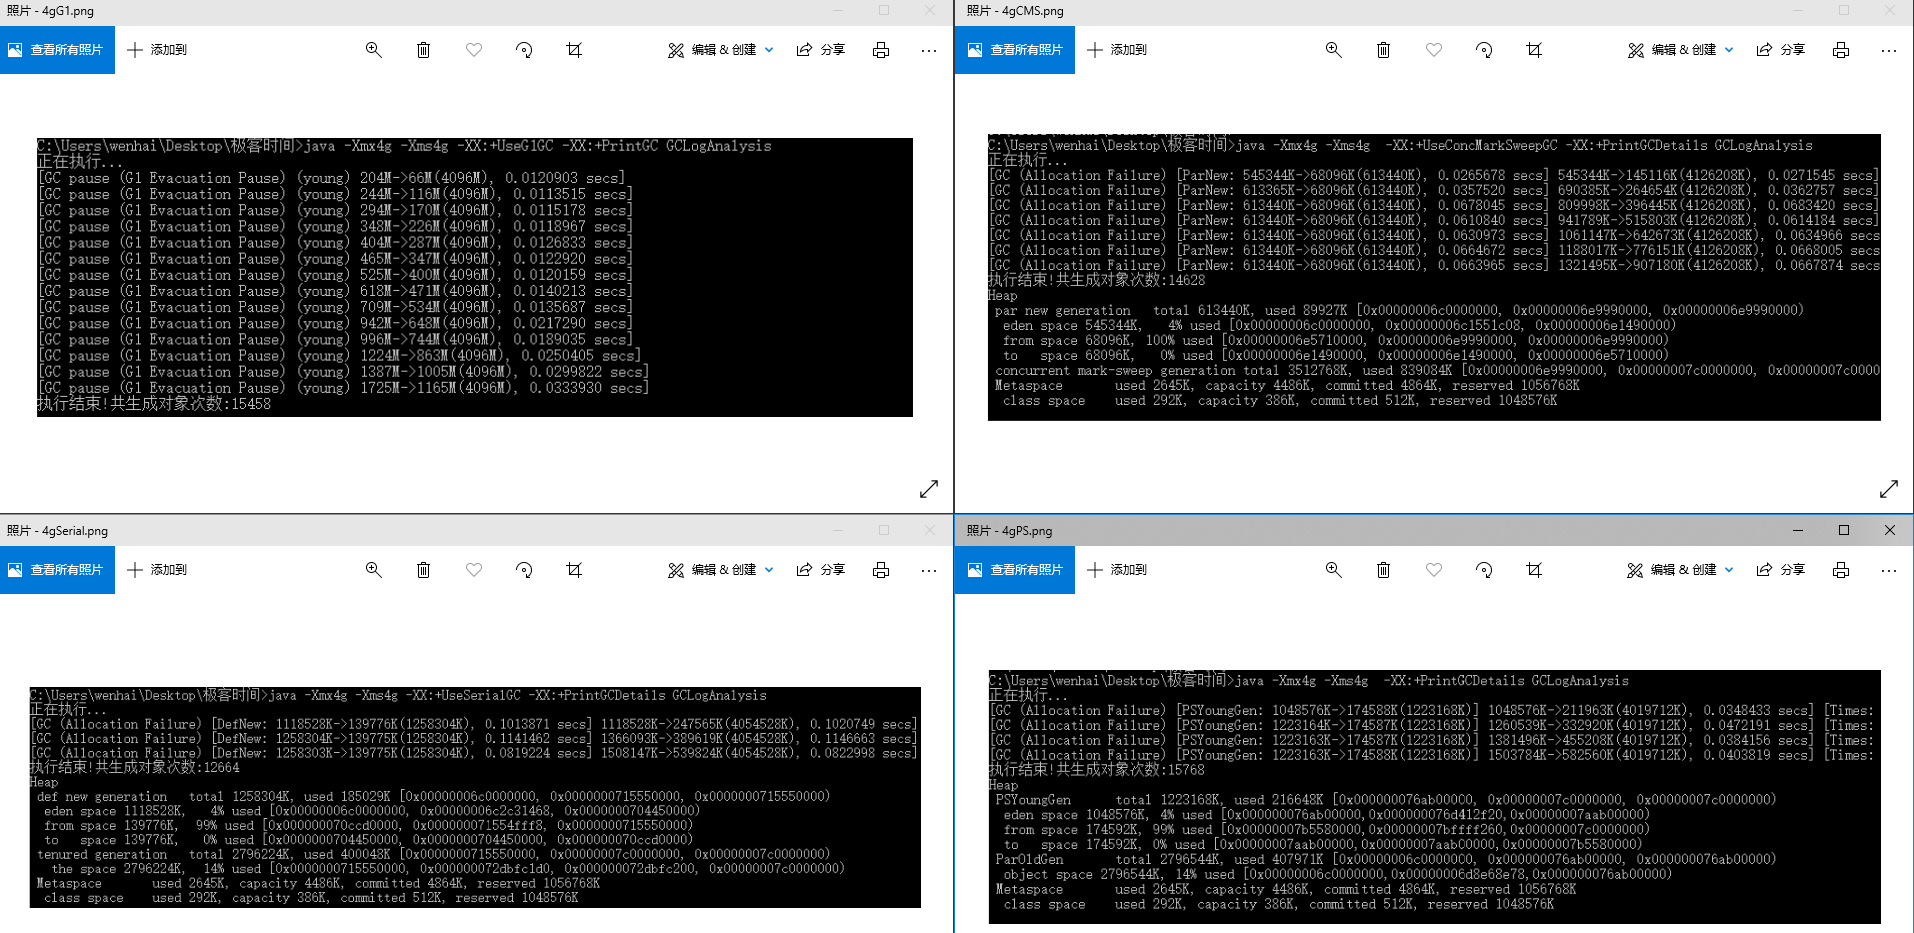 照片 - 4gG1.png
查看所有照片 添加到 编辑 & 创建 分享
C:\Users\wenhai\Desktop\极客时间>java -Xmx4g -Xms4g -XX:+UseG1GC -XX:+PrintGC GCLogAnalysis
正在执行...
[GC pause (G1 Evacuation Pause) (young) 204M->66M(4096M), 0.0120903 secs]
[GC pause (G1 Evacuation Pause) (young) 244M->116M(4096M), 0.0113515 secs]
[GC pause (G1 Evacuation Pause) (young) 294M->170M(4096M), 0.0115178 secs]
[GC pause (G1 Evacuation Pause) (young) 348M->226M(4096M), 0.0118967 secs]
[GC pause (G1 Evacuation Pause) (young) 404M->287M(4096M), 0.0126833 secs]
[GC pause (G1 Evacuation Pause) (young) 465M->347M(4096M), 0.0122920 secs]
[GC pause (G1 Evacuation Pause) (young) 525M->400M(4096M), 0.0120159 secs]
[GC pause (G1 Evacuation Pause) (young) 618M->471M(4096M), 0.0140213 secs]
[GC pause (G1 Evacuation Pause) (young) 709M->534M(4096M), 0.0135687 secs]
[GC pause (G1 Evacuation Pause) (young) 942M->648M(4096M), 0.0217290 secs]
[GC pause (G1 Evacuation Pause) (young) 996M->744M(4096M), 0.0189035 secs]
[GC pause (G1 Evacuation Pause) (young) 1224M->863M(4096M), 0.0250405 secs]
[GC pause (G1 Evacuation Pause) (young) 1387M->1005M(4096M), 0.0299822 secs]
[GC pause (G1 Evacuation Pause) (young) 1725M->1165M(4096M), 0.0333930 secs]
执行结束!共生成对象次数:15458
照片 - 4gCMS.png
查看所有照片 添加到 编辑 & 创建 分享
C:\Users\wenhai\Desktop\极客时间>java -Xmx4g -Xms4g  -XX:+UseConcMarkSweepGC -XX:+PrintGCDetails GCLogAnalysis
正在执行...
[GC (Allocation Failure) [ParNew: 545344K->68096K(613440K), 0.0265678 secs] 545344K->145116K(4126208K), 0.0271545 secs]
[GC (Allocation Failure) [ParNew: 613365K->68096K(613440K), 0.0357520 secs] 690385K->264654K(4126208K), 0.0362757 secs]
[GC (Allocation Failure) [ParNew: 613440K->68096K(613440K), 0.0678045 secs] 809998K->396445K(4126208K), 0.0683420 secs]
[GC (Allocation Failure) [ParNew: 613440K->68096K(613440K), 0.0610840 secs] 941789K->515803K(4126208K), 0.0614184 secs]
[GC (Allocation Failure) [ParNew: 613440K->68096K(613440K), 0.0630973 secs] 1061147K->642673K(4126208K), 0.0634966 secs
[GC (Allocation Failure) [ParNew: 613440K->68096K(613440K), 0.0664672 secs] 1188017K->776151K(4126208K), 0.0668005 secs
[GC (Allocation Failure) [ParNew: 613440K->68096K(613440K), 0.0663965 secs] 1321495K->907180K(4126208K), 0.0667874 secs
执行结束!共生成对象次数:14628
Heap
par new generation   total 613440K, used 89927K [0x00000006c0000000, 0x00000006e9990000, 0x00000006e9990000)
eden space 545344K,   4% used [0x00000006c0000000, 0x00000006c1551c08, 0x00000006e1490000)
from space 68096K, 100% used [0x00000006e5710000, 0x00000006e9990000, 0x00000006e9990000)
to   space 68096K,   0% used [0x00000006e1490000, 0x00000006e1490000, 0x00000006e5710000)
concurrent mark-sweep generation total 3512768K, used 839084K [0x00000006e9990000, 0x00000007c0000000, 0x00000007c0000
Metaspace       used 2645K, capacity 4486K, committed 4864K, reserved 1056768K
class space    used 292K, capacity 386K, committed 512K, reserved 1048576K
照片 - 4gSerial.png
查看所有照片 添加到 编辑 & 创建 分享
C:\Users\wenhai\Desktop\极客时间>java -Xmx4g -Xms4g -XX:+UseSerialGC -XX:+PrintGCDetails GCLogAnalysis
正在执行...
[GC (Allocation Failure) [DefNew: 1118528K->139776K(1258304K), 0.1013871 secs] 1118528K->247565K(4054528K), 0.1020749 secs]
[GC (Allocation Failure) [DefNew: 1258304K->139775K(1258304K), 0.1141462 secs] 1366093K->389619K(4054528K), 0.1146663 secs]
[GC (Allocation Failure) [DefNew: 1258303K->139775K(1258304K), 0.0819224 secs] 1508147K->539824K(4054528K), 0.0822998 secs]
执行结束!共生成对象次数:12664
Heap
def new generation   total 1258304K, used 185029K [0x00000006c0000000, 0x0000000715550000, 0x0000000715550000)
eden space 1118528K,   4% used [0x00000006c0000000, 0x00000006c2c31468, 0x0000000704450000)
from space 139776K,  99% used [0x000000070ccd0000, 0x000000071554fff8, 0x0000000715550000)
to   space 139776K,   0% used [0x0000000704450000, 0x0000000704450000, 0x000000070ccd0000)
tenured generation   total 2796224K, used 400048K [0x0000000715550000, 0x00000007c0000000, 0x00000007c0000000)
the space 2796224K,  14% used [0x0000000715550000, 0x000000072dbfc1d0, 0x000000072dbfc200, 0x00000007c0000000)
Metaspace       used 2645K, capacity 4486K, committed 4864K, reserved 1056768K
class space    used 292K, capacity 386K, committed 512K, reserved 1048576K
照片 - 4gPS.png
查看所有照片 添加到 编辑 & 创建 分享
C:\Users\wenhai\Desktop\极客时间>java -Xmx4g -Xms4g  -XX:+PrintGCDetails GCLogAnalysis
正在执行...
[GC (Allocation Failure) [PSYoungGen: 1048576K->174588K(1223168K)] 1048576K->211963K(4019712K), 0.0348433 secs] [Times:
[GC (Allocation Failure) [PSYoungGen: 1223164K->174587K(1223168K)] 1260539K->332920K(4019712K), 0.0472191 secs] [Times:
[GC (Allocation Failure) [PSYoungGen: 1223163K->174587K(1223168K)] 1381496K->455208K(4019712K), 0.0384156 secs] [Times:
[GC (Allocation Failure) [PSYoungGen: 1223163K->174588K(1223168K)] 1503784K->582560K(4019712K), 0.0403819 secs] [Times:
执行结束!共生成对象次数:15768
Heap
PSYoungGen      total 1223168K, used 216648K [0x000000076ab00000, 0x00000007c0000000, 0x00000007c0000000)
eden space 1048576K, 4% used [0x000000076ab00000,0x000000076d412f20,0x00000007aab00000)
from space 174592K, 99% used [0x00000007b5580000,0x00000007bffff260,0x00000007c0000000)
to   space 174592K, 0% used [0x00000007aab00000,0x00000007aab00000,0x00000007b5580000)
ParOldGen       total 2796544K, used 407971K [0x00000006c0000000, 0x000000076ab00000, 0x000000076ab00000)
object space 2796544K, 14% used [0x00000006c0000000,0x00000006d8e68e78,0x000000076ab00000)
Metaspace       used 2645K, capacity 4486K, committed 4864K, reserved 1056768K
class space    used 292K, capacity 386K, committed 512K, reserved 1048576K